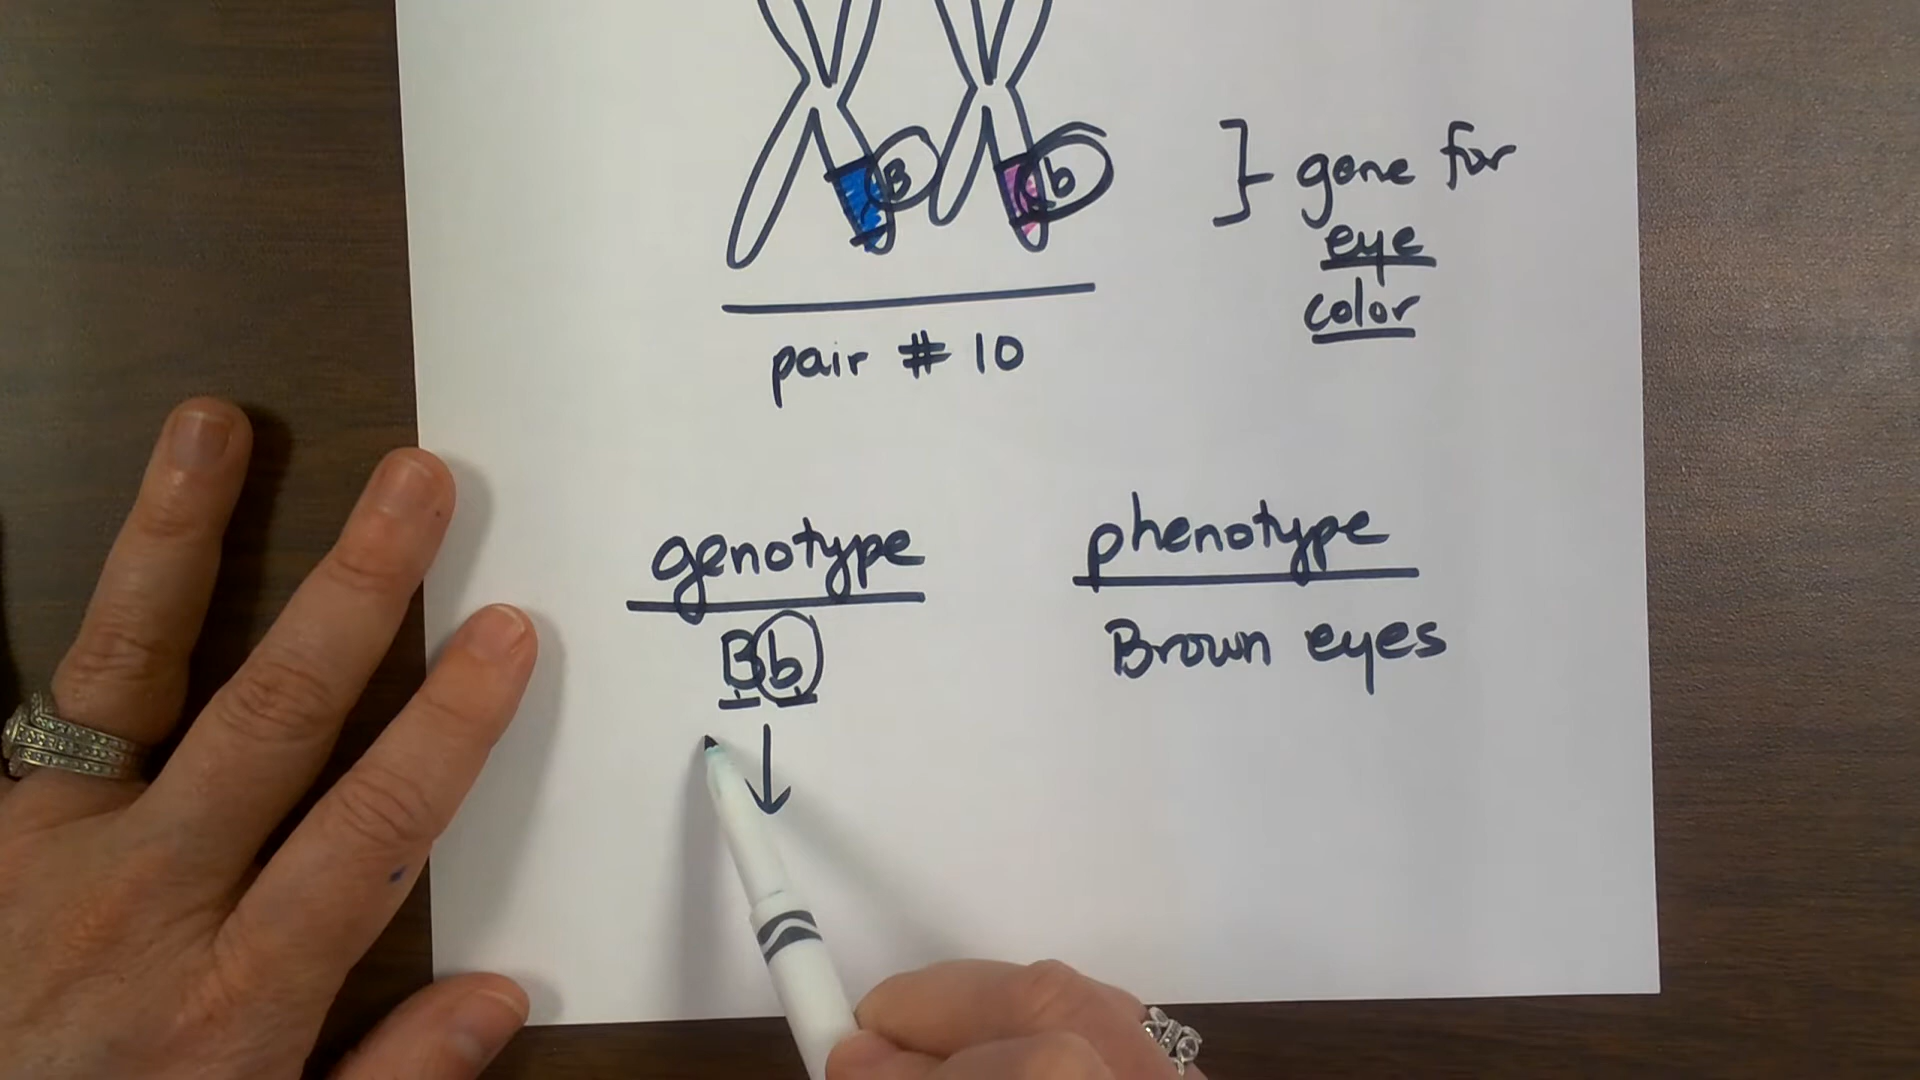 B b
gene for
eye
color
pair # 10
genotype
phenotype
Bb
Brown eyes